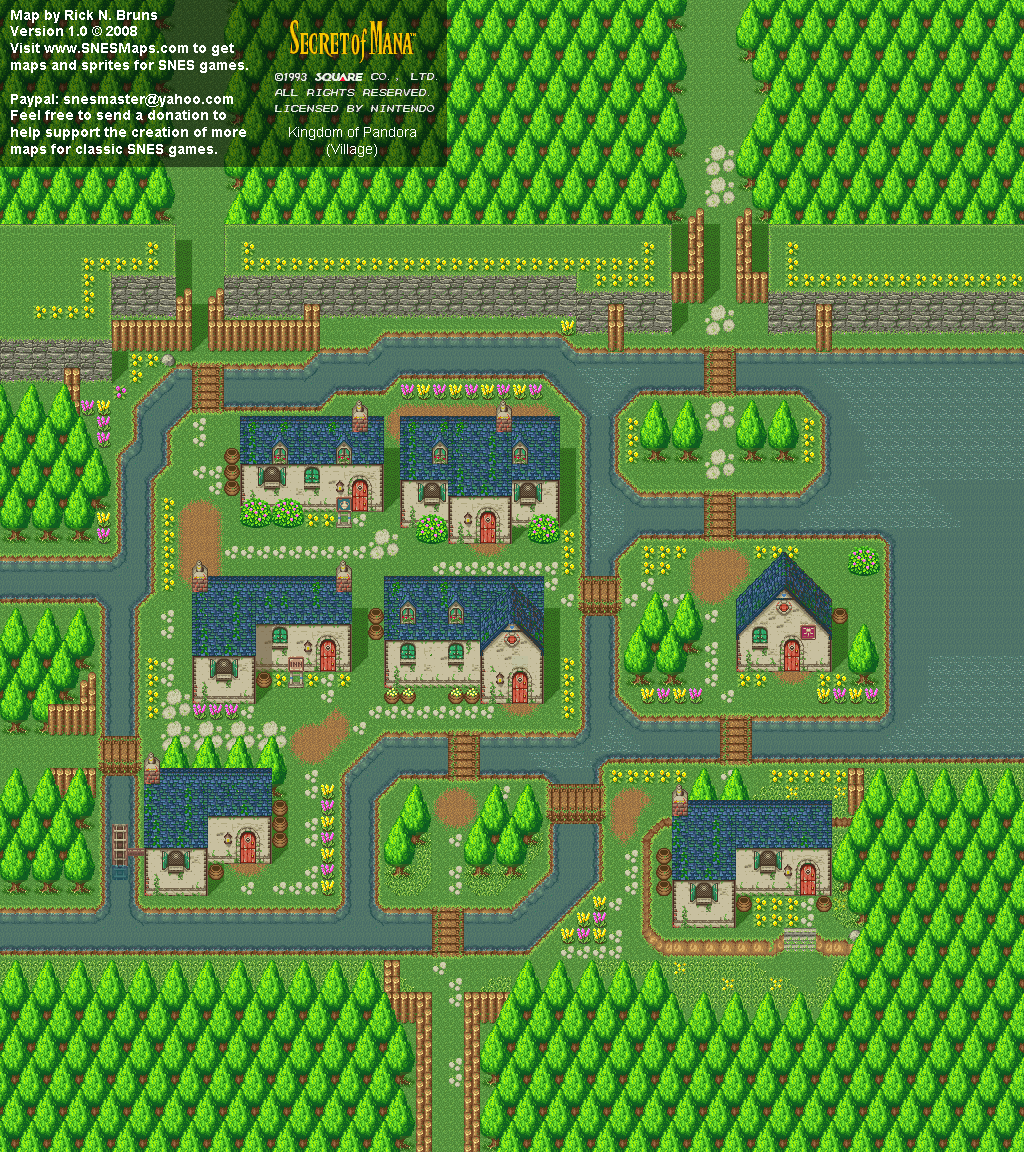 Map by Rick N. Bruns
Version 1.0 © 2008
Visit www.SNESMaps.com to get
maps and sprites for SNES games.
Paypal: snesmaster@yahoo.com
Feel free to send a donation to
help support the creation of more
maps for classic SNES games.
SECRET of MANA™
©1993 SQUARE CO., LTD.
ALL RIGHTS RESERVED.
LICENSED BY NINTENDO
Kingdom of Pandora
(Village)
INN